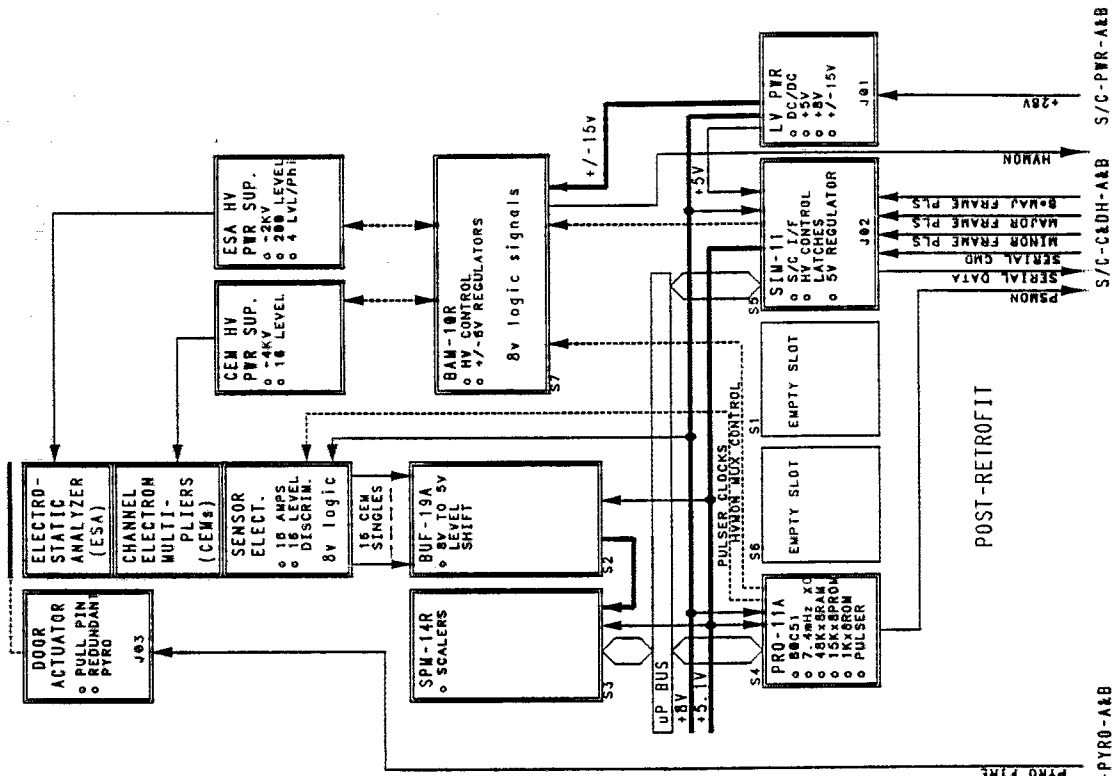 ELECTRO-
STATIC
ANALYZER
(ESA)
CHANNEL
ELECTRON
MULTI-
PLIERS
(CEMs)
SENSOR
ELECT.
o 16 AMPS
o 16 LEVEL
DISCRIM.
8v logic
DOOR
ACTUATOR
o PULL PIN
o REDUNDANT
PYRO
J03
CEM HV
PWR SUP.
o -4KV
o 16 LEVEL
ESA HV
PWR SUP.
o -2KV
o 200 LEVEL
o 4 LVL/Phi
16 CEM
SINGLES
SPM-14R
o SCALERS
S3
BUF-19A
o 8V TO 5V
LEVEL
SHIFT
S2
BAM-10R
o HV CONTROL
o +/-6V REGULATORS
8v logic signals
S7
+/-15v
uP BUS
+8V
+5.1V
PULSER CLOCKS
HVMON MUX CONTROL
+5V
PRO-11A
o 80C51
o 7.4mHz XO
o 48Kx8RAM
o 15Kx8PROM
o 1Kx8ROM
o PULSER
S4
EMPTY SLOT
S6
EMPTY SLOT
S1
SIM-11
o S/C I/F
o HV CONTROL
LATCHES
o 5V REGULATOR
S5
J02
LV PWR
o DC/DC
o +5V
o +8V
o +/-15V
J01
POST-RETROFIT
PYRO FIRE
PSMON
SERIAL DATA
SERIAL CMD
MINOR FRAME PLS
MAJOR FRAME PLS
8*MAJ FRAME PLS
HVMON
+28V
PYRO-A&B
S/C-C&DH-A&B
S/C-PWR-A&B